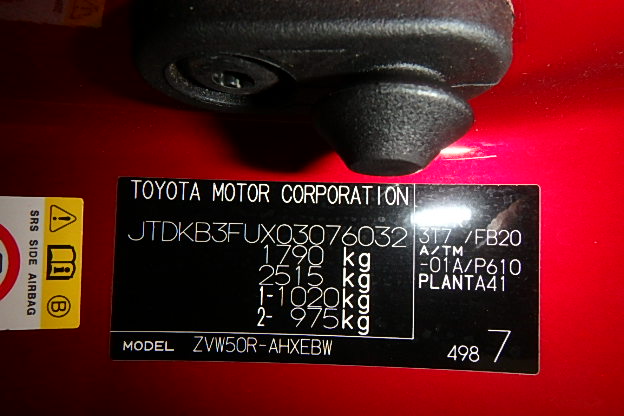 TOYOTA MOTOR CORPORATION
JTDKB3FUX03076032
1790 kg
2515 kg
1-1020kg
2- 975kg
MODEL ZVW50R-AHXEBW
3T7 /FB20
A/TM
-01A/P610
PLANTA41
498 7
SRS SIDE AIRBAG
B